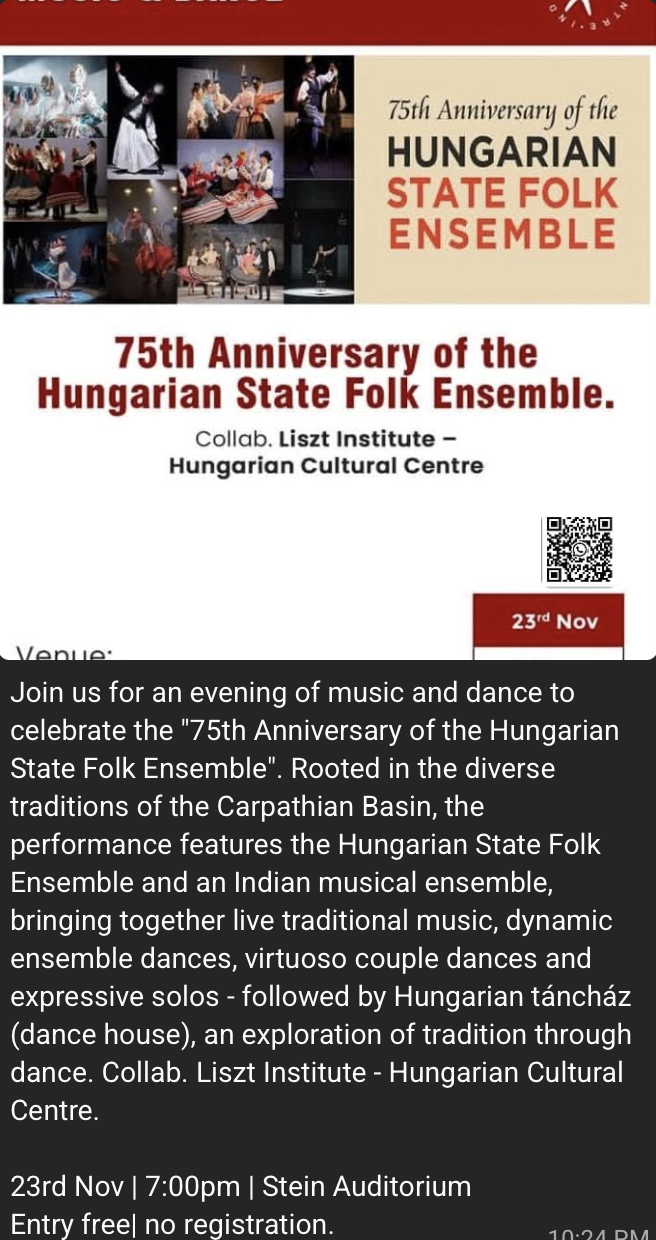 75th Anniversary of the
HUNGARIAN
STATE FOLK
ENSEMBLE
75th Anniversary of the
Hungarian State Folk Ensemble.
Collab. Liszt Institute –
Hungarian Cultural Centre
23rd Nov
Venue:
Join us for an evening of music and dance to
celebrate the "75th Anniversary of the Hungarian
State Folk Ensemble". Rooted in the diverse
traditions of the Carpathian Basin, the
performance features the Hungarian State Folk
Ensemble and an Indian musical ensemble,
bringing together live traditional music, dynamic
ensemble dances, virtuoso couple dances and
expressive solos - followed by Hungarian táncház
(dance house), an exploration of tradition through
dance. Collab. Liszt Institute - Hungarian Cultural
Centre.
23rd Nov | 7:00pm | Stein Auditorium
Entry free| no registration.
10:24 PM